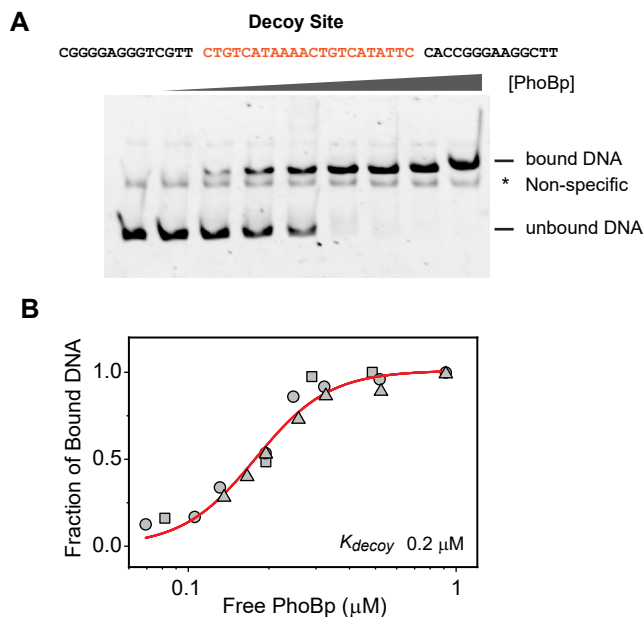 A
Decoy Site
CGGGGAGGGTCGTT CTGTCATAAAACTGTCATATTC CACCGGGAAGGCTT
[PhoBp]
bound DNA
* Non-specific
unbound DNA
B
Fraction of Bound DNA
1.0
0.5
0.0
K_decoy 0.2 μM
0.1 1
Free PhoBp (μM)